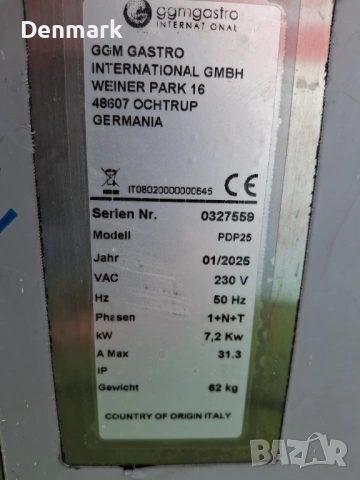 Denmark
ggmgastro
INTERNATIONAL
GGM GASTRO
INTERNATIONAL GMBH
WEINER PARK 16
48607 OCHTRUP
GERMANIA
IT08020000000645 CE
Serien Nr. 0327559
Modell PDP25
Jahr 01/2025
VAC 230 V
Hz 50 Hz
Phasen 1+N+T
kW 7,2 Kw
A Max 31.3
IP
Gewicht 62 kg
COUNTRY OF ORIGIN ITALY
BAZAR